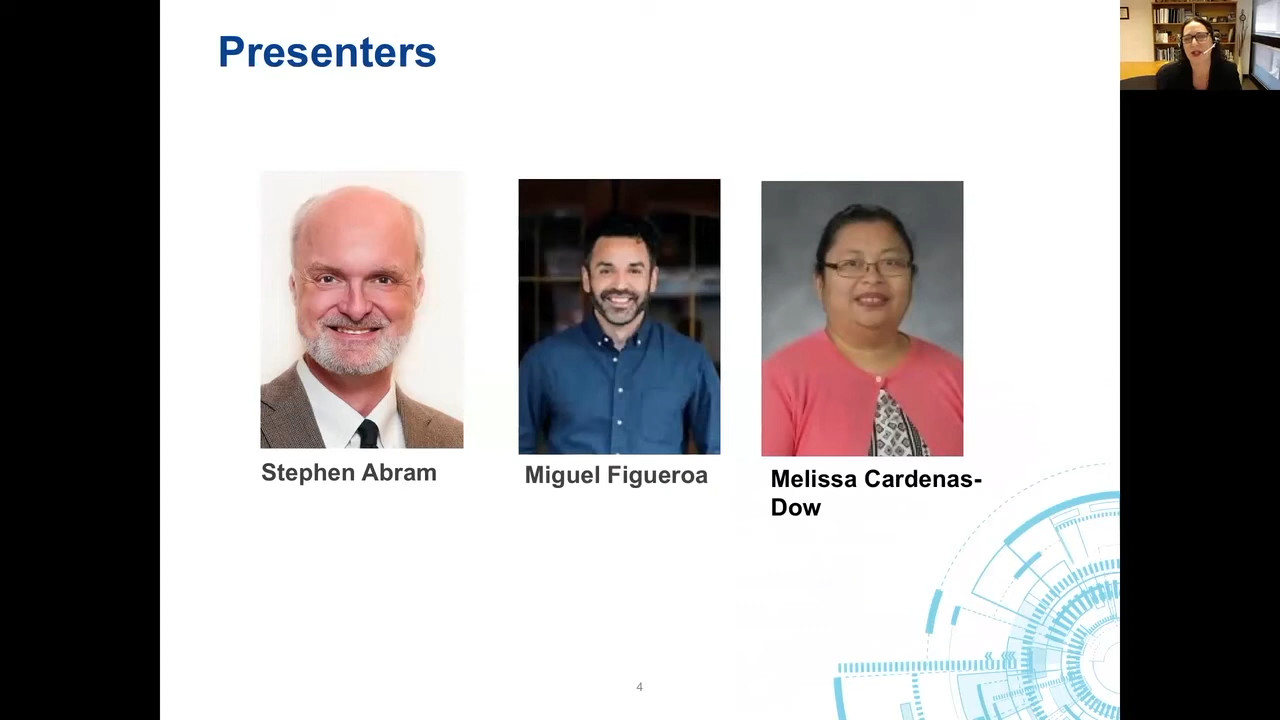 Presenters
Stephen Abram
Miguel Figueroa
Melissa Cardenas-
Dow
4